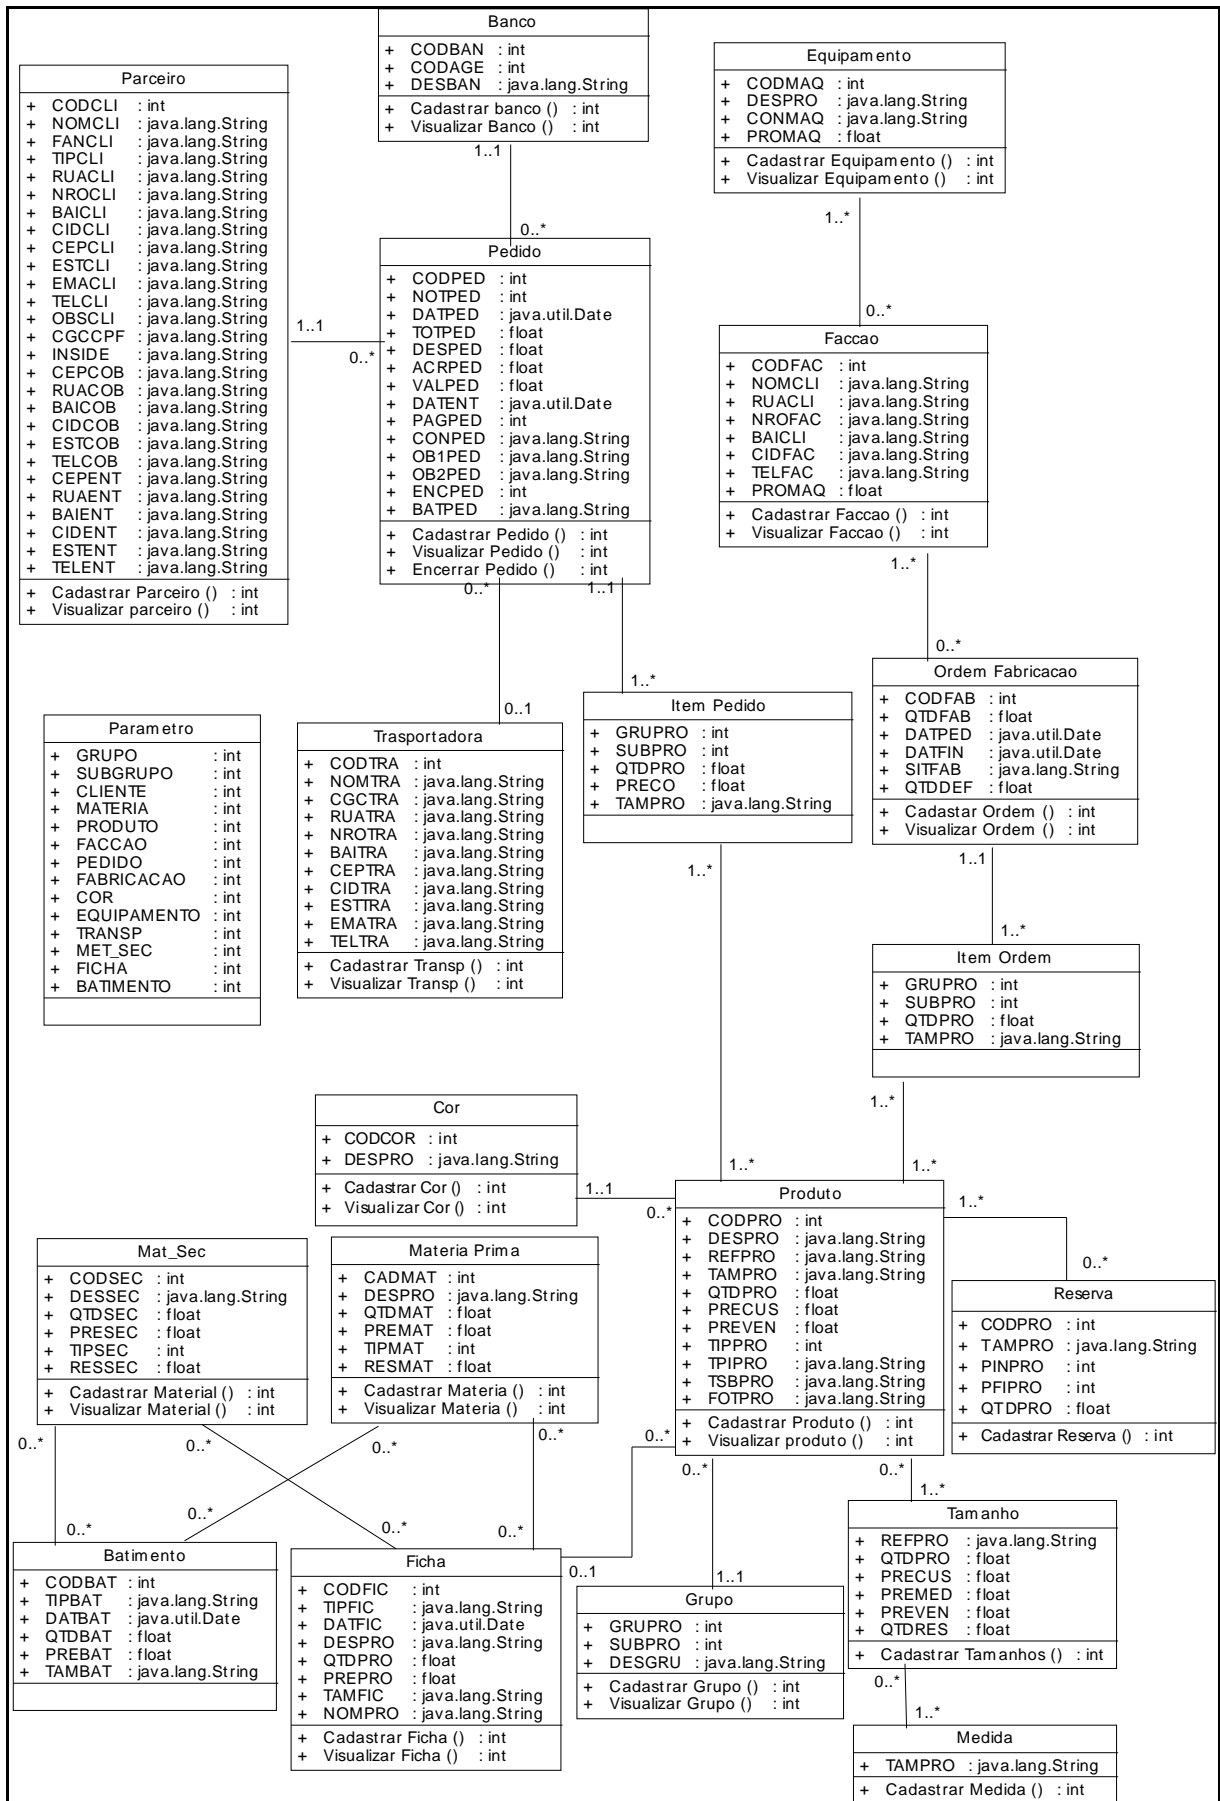 Banco
+ CODBAN : int
+ CODAGE : int
+ DESBAN : java.lang.String
+ Cadastrar banco () : int
+ Visualizar Banco () : int
1..1
0..*
Equipamento
+ CODMAQ : int
+ DESPRO : java.lang.String
+ CONMAQ : java.lang.String
+ PROMAQ : float
+ Cadastrar Equipamento () : int
+ Visualizar Equipamento () : int
1..*
0..*
Parceiro
+ CODCLI : int
+ NOMCLI : java.lang.String
+ FANCLI : java.lang.String
+ TIPCLI : java.lang.String
+ RUACLI : java.lang.String
+ NROCLI : java.lang.String
+ BAICLI : java.lang.String
+ CIDCLI : java.lang.String
+ CEPCLI : java.lang.String
+ ESTCLI : java.lang.String
+ EMACLI : java.lang.String
+ TELCLI : java.lang.String
+ OBSCLI : java.lang.String
+ CGCCPF : java.lang.String
+ INSIDE : java.lang.String
+ CEPCOB : java.lang.String
+ RUACOB : java.lang.String
+ BAICOB : java.lang.String
+ CIDCOB : java.lang.String
+ ESTCOB : java.lang.String
+ TELCOB : java.lang.String
+ CEPENT : java.lang.String
+ RUAENT : java.lang.String
+ BAIENT : java.lang.String
+ CIDENT : java.lang.String
+ ESTENT : java.lang.String
+ TELENT : java.lang.String
+ Cadastrar Parceiro () : int
+ Visualizar parceiro () : int
1..1
0..*
Pedido
+ CODPED : int
+ NOTPED : int
+ DATPED : java.util.Date
+ TOTPED : float
+ DESPED : float
+ ACRPED : float
+ VALPED : float
+ DATENT : java.util.Date
+ PAGPED : int
+ CONPED : java.lang.String
+ OB1PED : java.lang.String
+ OB2PED : java.lang.String
+ ENCPED : int
+ BATPED : java.lang.String
+ Cadastrar Pedido () : int
+ Visualizar Pedido () : int
+ Encerrar Pedido () : int
0..*
1..1
0..1
1..*
Faccao
+ CODFAC : int
+ NOMCLI : java.lang.String
+ RUACLI : java.lang.String
+ NROFAC : java.lang.String
+ BAICLI : java.lang.String
+ CIDFAC : java.lang.String
+ TELFAC : java.lang.String
+ PROMAQ : float
+ Cadastrar Faccao () : int
+ Visualizar Faccao () : int
1..*
0..*
Ordem Fabricacao
+ CODFAB : int
+ QTDFAB : float
+ DATPED : java.util.Date
+ DATFIN : java.util.Date
+ SITFAB : java.lang.String
+ QTDDEF : float
+ Cadastar Ordem () : int
+ Visualizar Ordem () : int
1..1
1..*
Item Pedido
+ GRUPRO : int
+ SUBPRO : int
+ QTDPRO : float
+ PRECO : float
+ TAMPRO : java.lang.String
1..*
1..*
Parametro
+ GRUPO : int
+ SUBGRUPO : int
+ CLIENTE : int
+ MATERIA : int
+ PRODUTO : int
+ FACCAO : int
+ PEDIDO : int
+ FABRICACAO : int
+ COR : int
+ EQUIPAMENTO : int
+ TRANSP : int
+ MET_SEC : int
+ FICHA : int
+ BATIMENTO : int
Trasportadora
+ CODTRA : int
+ NOMTRA : java.lang.String
+ CGCTRA : java.lang.String
+ RUATRA : java.lang.String
+ NROTRA : java.lang.String
+ BAITRA : java.lang.String
+ CEPTRA : java.lang.String
+ CIDTRA : java.lang.String
+ ESTTRA : java.lang.String
+ EMATRA : java.lang.String
+ TELTRA : java.lang.String
+ Cadastrar Transp () : int
+ Visualizar Transp () : int
Item Ordem
+ GRUPRO : int
+ SUBPRO : int
+ QTDPRO : float
+ TAMPRO : java.lang.String
1..*
1..*
Cor
+ CODCOR : int
+ DESPRO : java.lang.String
+ Cadastrar Cor () : int
+ Visualizar Cor () : int
1..1
0..*
Produto
+ CODPRO : int
+ DESPRO : java.lang.String
+ REFPRO : java.lang.String
+ TAMPRO : java.lang.String
+ QTDPRO : float
+ PRECUS : float
+ PREVEN : float
+ TIPPRO : int
+ TPIPRO : java.lang.String
+ TSBPRO : java.lang.String
+ FOTPRO : java.lang.String
+ Cadastrar Produto () : int
+ Visualizar produto () : int
1..*
0..*
Reserva
+ CODPRO : int
+ TAMPRO : java.lang.String
+ PINPRO : int
+ PFIPRO : int
+ QTDPRO : float
+ Cadastrar Reserva () : int
Mat_Sec
+ CODSEC : int
+ DESSEC : java.lang.String
+ QTDSEC : float
+ PRESEC : float
+ TIPSEC : int
+ RESSEC : float
+ Cadastrar Material () : int
+ Visualizar Material () : int
0..*
0..*
Materia Prima
+ CADMAT : int
+ DESPRO : java.lang.String
+ QTDMAT : float
+ PREMAT : float
+ TIPMAT : int
+ RESMAT : float
+ Cadastrar Materia () : int
+ Visualizar Materia () : int
0..*
0..*
0..*
0..*
0..*
0..*
0..*
0..*
0..*
0..*
1..*
0..1
1..1
Batimento
+ CODBAT : int
+ TIPBAT : java.lang.String
+ DATBAT : java.util.Date
+ QTDBAT : float
+ PREBAT : float
+ TAMBAT : java.lang.String
Ficha
+ CODFIC : int
+ TIPFIC : java.lang.String
+ DATFIC : java.util.Date
+ DESPRO : java.lang.String
+ QTDPRO : float
+ PREPRO : float
+ TAMFIC : java.lang.String
+ NOMPRO : java.lang.String
+ Cadastrar Ficha () : int
+ Visualizar Ficha () : int
Grupo
+ GRUPRO : int
+ SUBPRO : int
+ DESGRU : java.lang.String
+ Cadastrar Grupo () : int
+ Visualizar Grupo () : int
Tamanho
+ REFPRO : java.lang.String
+ QTDPRO : float
+ PRECUS : float
+ PREMED : float
+ PREVEN : float
+ QTDRES : float
+ Cadastrar Tamanhos () : int
0..*
1..*
Medida
+ TAMPRO : java.lang.String
+ Cadastrar Medida () : int